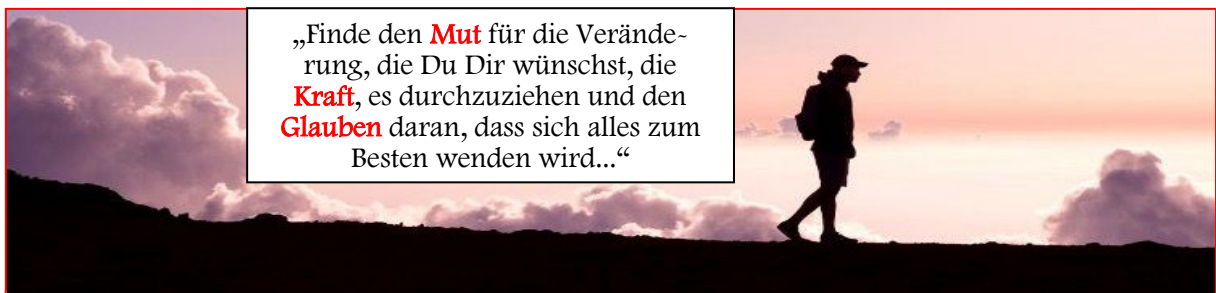 „Finde den Mut für die Verände-
rung, die Du Dir wünschst, die
Kraft, es durchzuziehen und den
Glauben daran, dass sich alles zum
Besten wenden wird...“